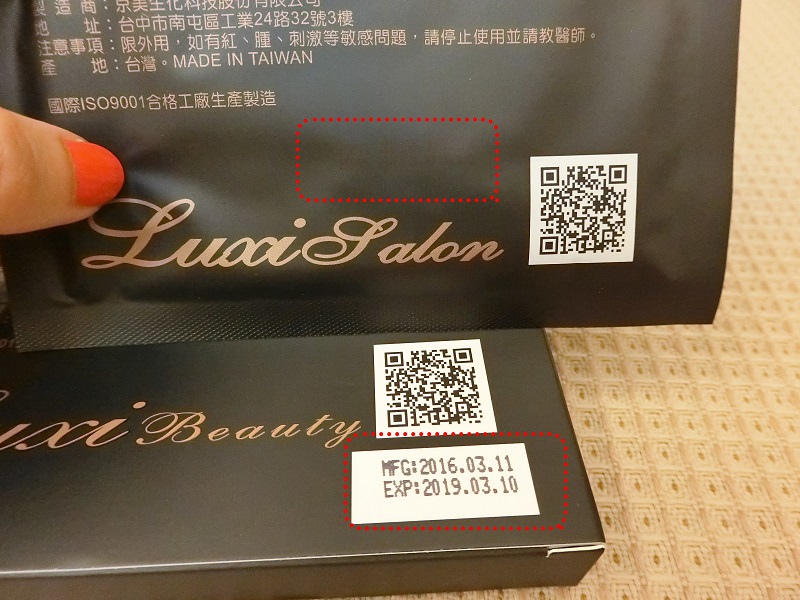 製造商：京美生化科技股份有限公司
地 址：台中市南屯區工業24路32號3樓
注意事項：限外用，如有紅、腫、刺激等敏感問題，請停止使用並請教醫師。
產 地：台灣。MADE IN TAIWAN
國際ISO9001合格工廠生產製造
Luxi Salon
uxi Beauty
MFG:2016.03.11
EXP:2019.03.10